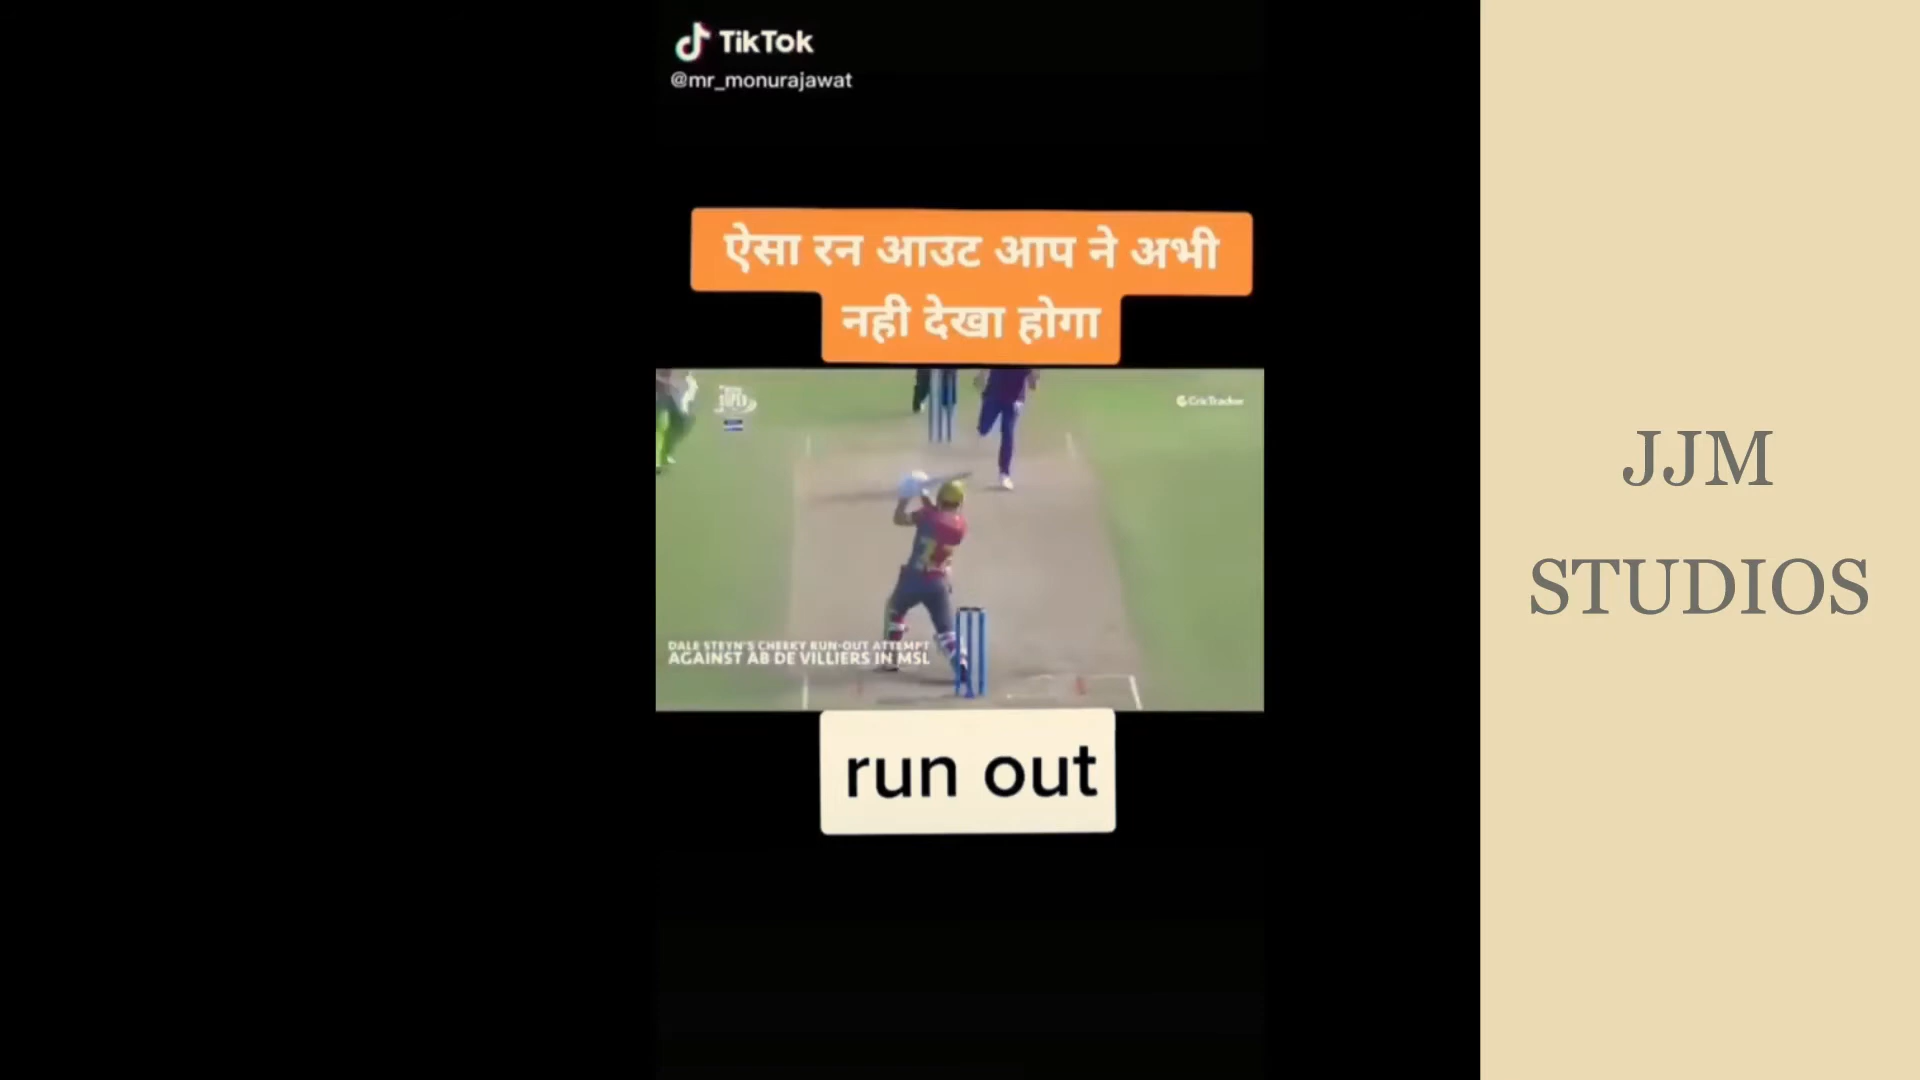 TikTok
@mr_monurajawat
ऐसा रन आउट आप ने अभी
नही देखा होगा
CricTracker
DALE STEYN'S CHEEKY RUN-OUT ATTEMPT
AGAINST AB DE VILLIERS IN MSL
run out
JJM
STUDIOS